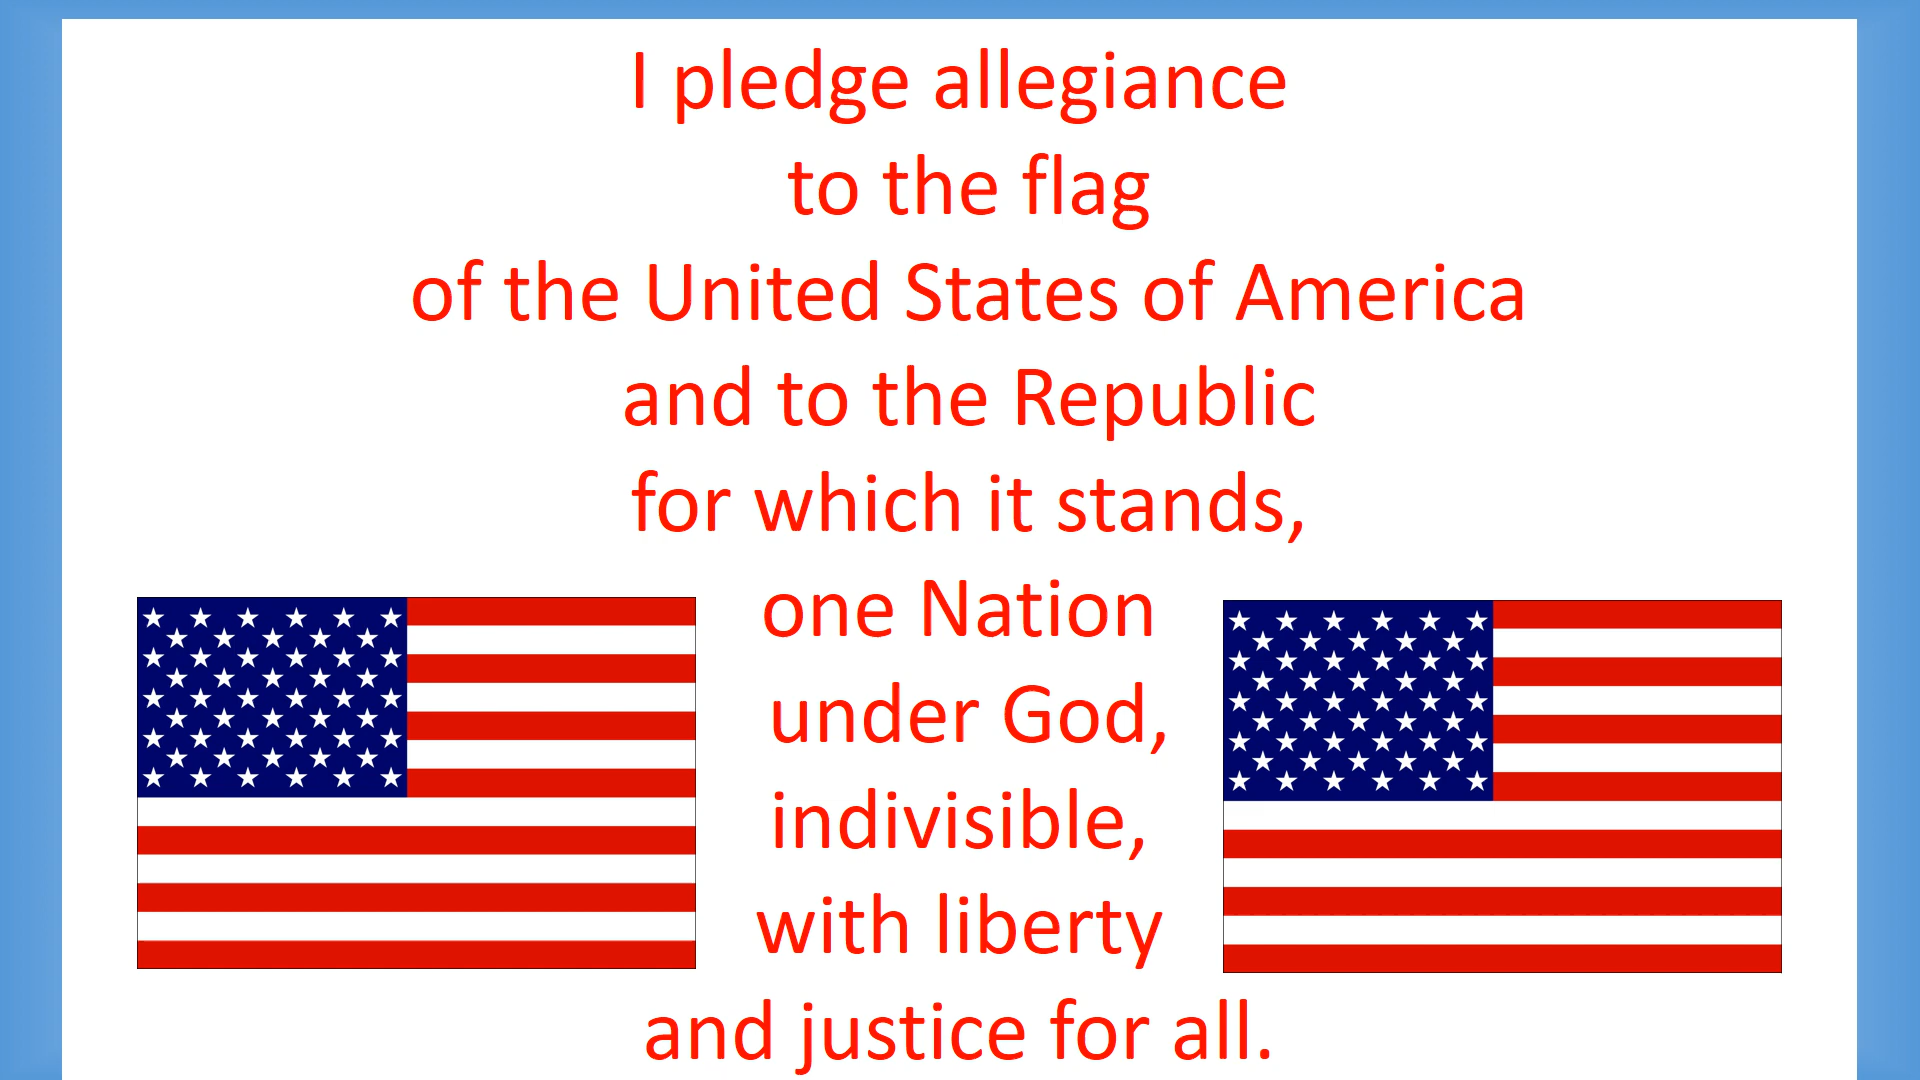 I pledge allegiance
to the flag
of the United States of America
and to the Republic
for which it stands,
one Nation
under God,
indivisible,
with liberty
and justice for all.